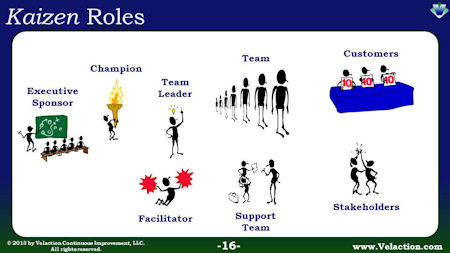 Kaizen Roles
Executive
Sponsor
Champion
Team
Leader
Team
Customers
10 10 10
Facilitator
Support
Team
Stakeholders
© 2013 by Velaction Continuous Improvement, LLC.
All rights reserved.
-16-
www.Velaction.com